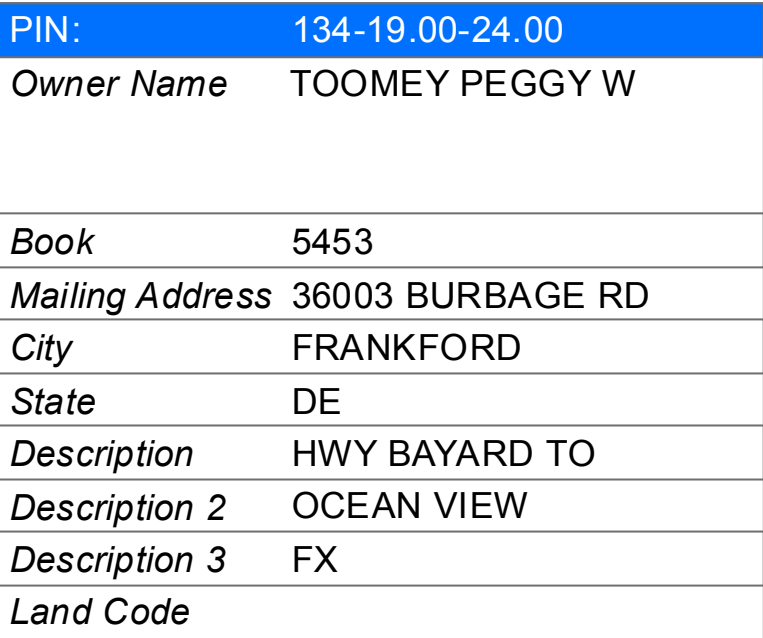 PIN: 134-19.00-24.00
Owner Name TOOMEY PEGGY W
Book 5453
Mailing Address 36003 BURBAGE RD
City FRANKFORD
State DE
Description HWY BAYARD TO
Description 2 OCEAN VIEW
Description 3 FX
Land Code